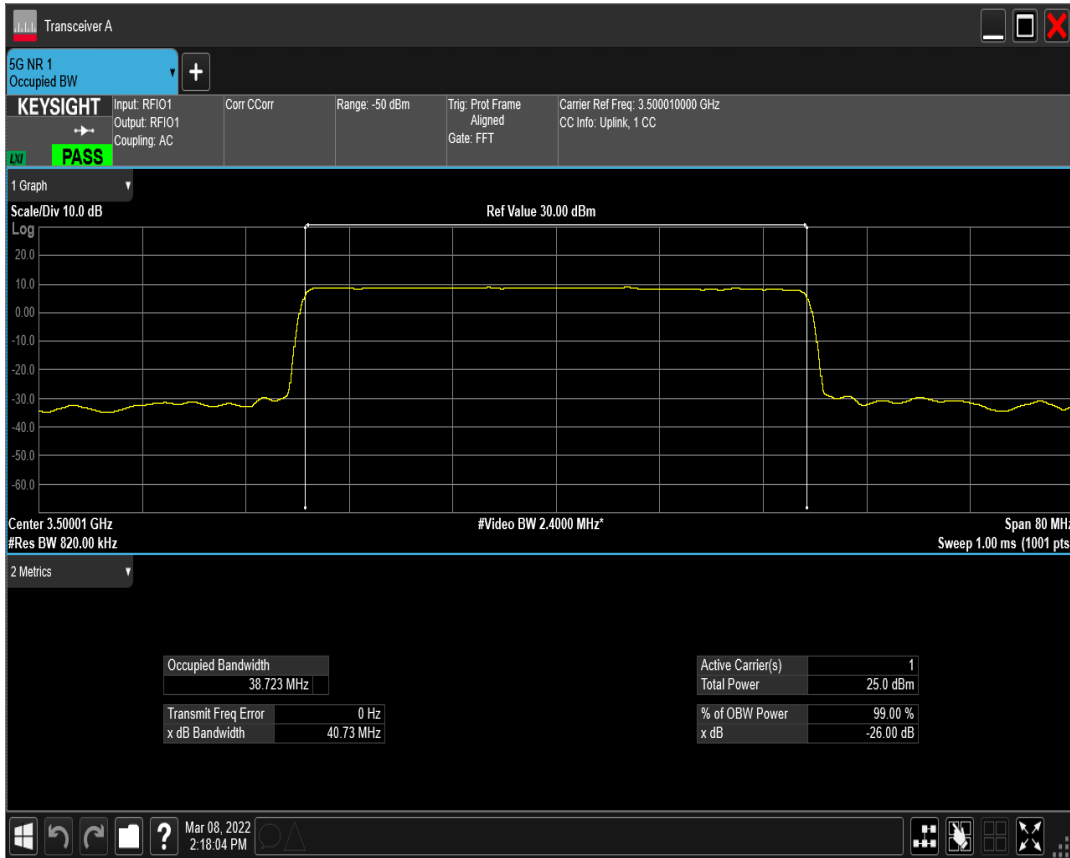 Transceiver A
5G NR 1
Occupied BW
+
KEYSIGHT
LXI
PASS
Input: RFIO1
Output: RFIO1
Coupling: AC
Corr CCorr
Range: -50 dBm
Trig: Prot Frame
Aligned
Gate: FFT
Carrier Ref Freq: 3.500010000 GHz
CC Info: Uplink, 1 CC
1 Graph
Scale/Div 10.0 dB
Ref Value 30.00 dBm
Log
20.0
10.0
0.00
-10.0
-20.0
-30.0
-40.0
-50.0
-60.0
Center 3.50001 GHz
#Video BW 2.4000 MHz*
Span 80 MHz
#Res BW 820.00 kHz
Sweep 1.00 ms (1001 pts
2 Metrics
Occupied Bandwidth
38.723 MHz
Transmit Freq Error 0 Hz
x dB Bandwidth 40.73 MHz
Active Carrier(s) 1
Total Power 25.0 dBm
% of OBW Power 99.00 %
x dB -26.00 dB
?
Mar 08, 2022
2:18:04 PM